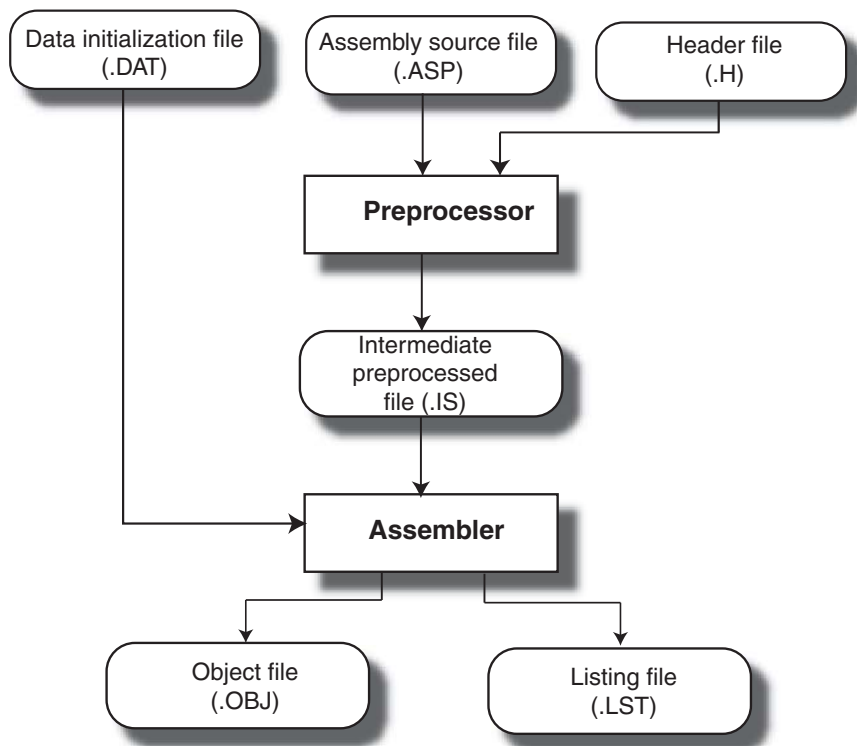 Data initialization file
(.DAT)
Assembly source file
(.ASP)
Header file
(.H)
Preprocessor
Intermediate
preprocessed
file (.IS)
Assembler
Object file
(.OBJ)
Listing file
(.LST)